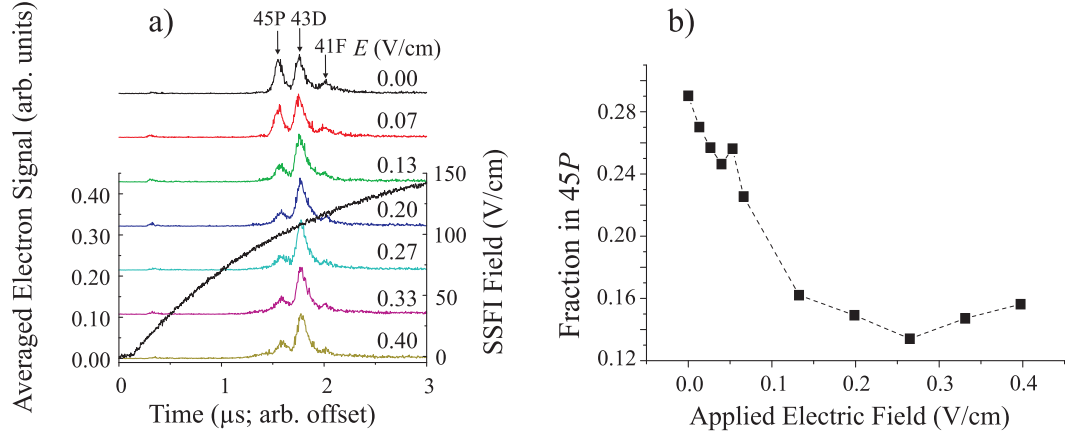 a)
45P 43D
41F E (V/cm)
0.00
0.07
0.13
0.20
0.27
0.33
0.40
Averaged Electron Signal (arb. units)
0.40
0.30
0.20
0.10
0.00
150
100
50
0
SSFI Field (V/cm)
0 1 2 3
Time (μs; arb. offset)
b)
Fraction in 45P
0.28
0.24
0.20
0.16
0.12
0.0 0.1 0.2 0.3 0.4
Applied Electric Field (V/cm)